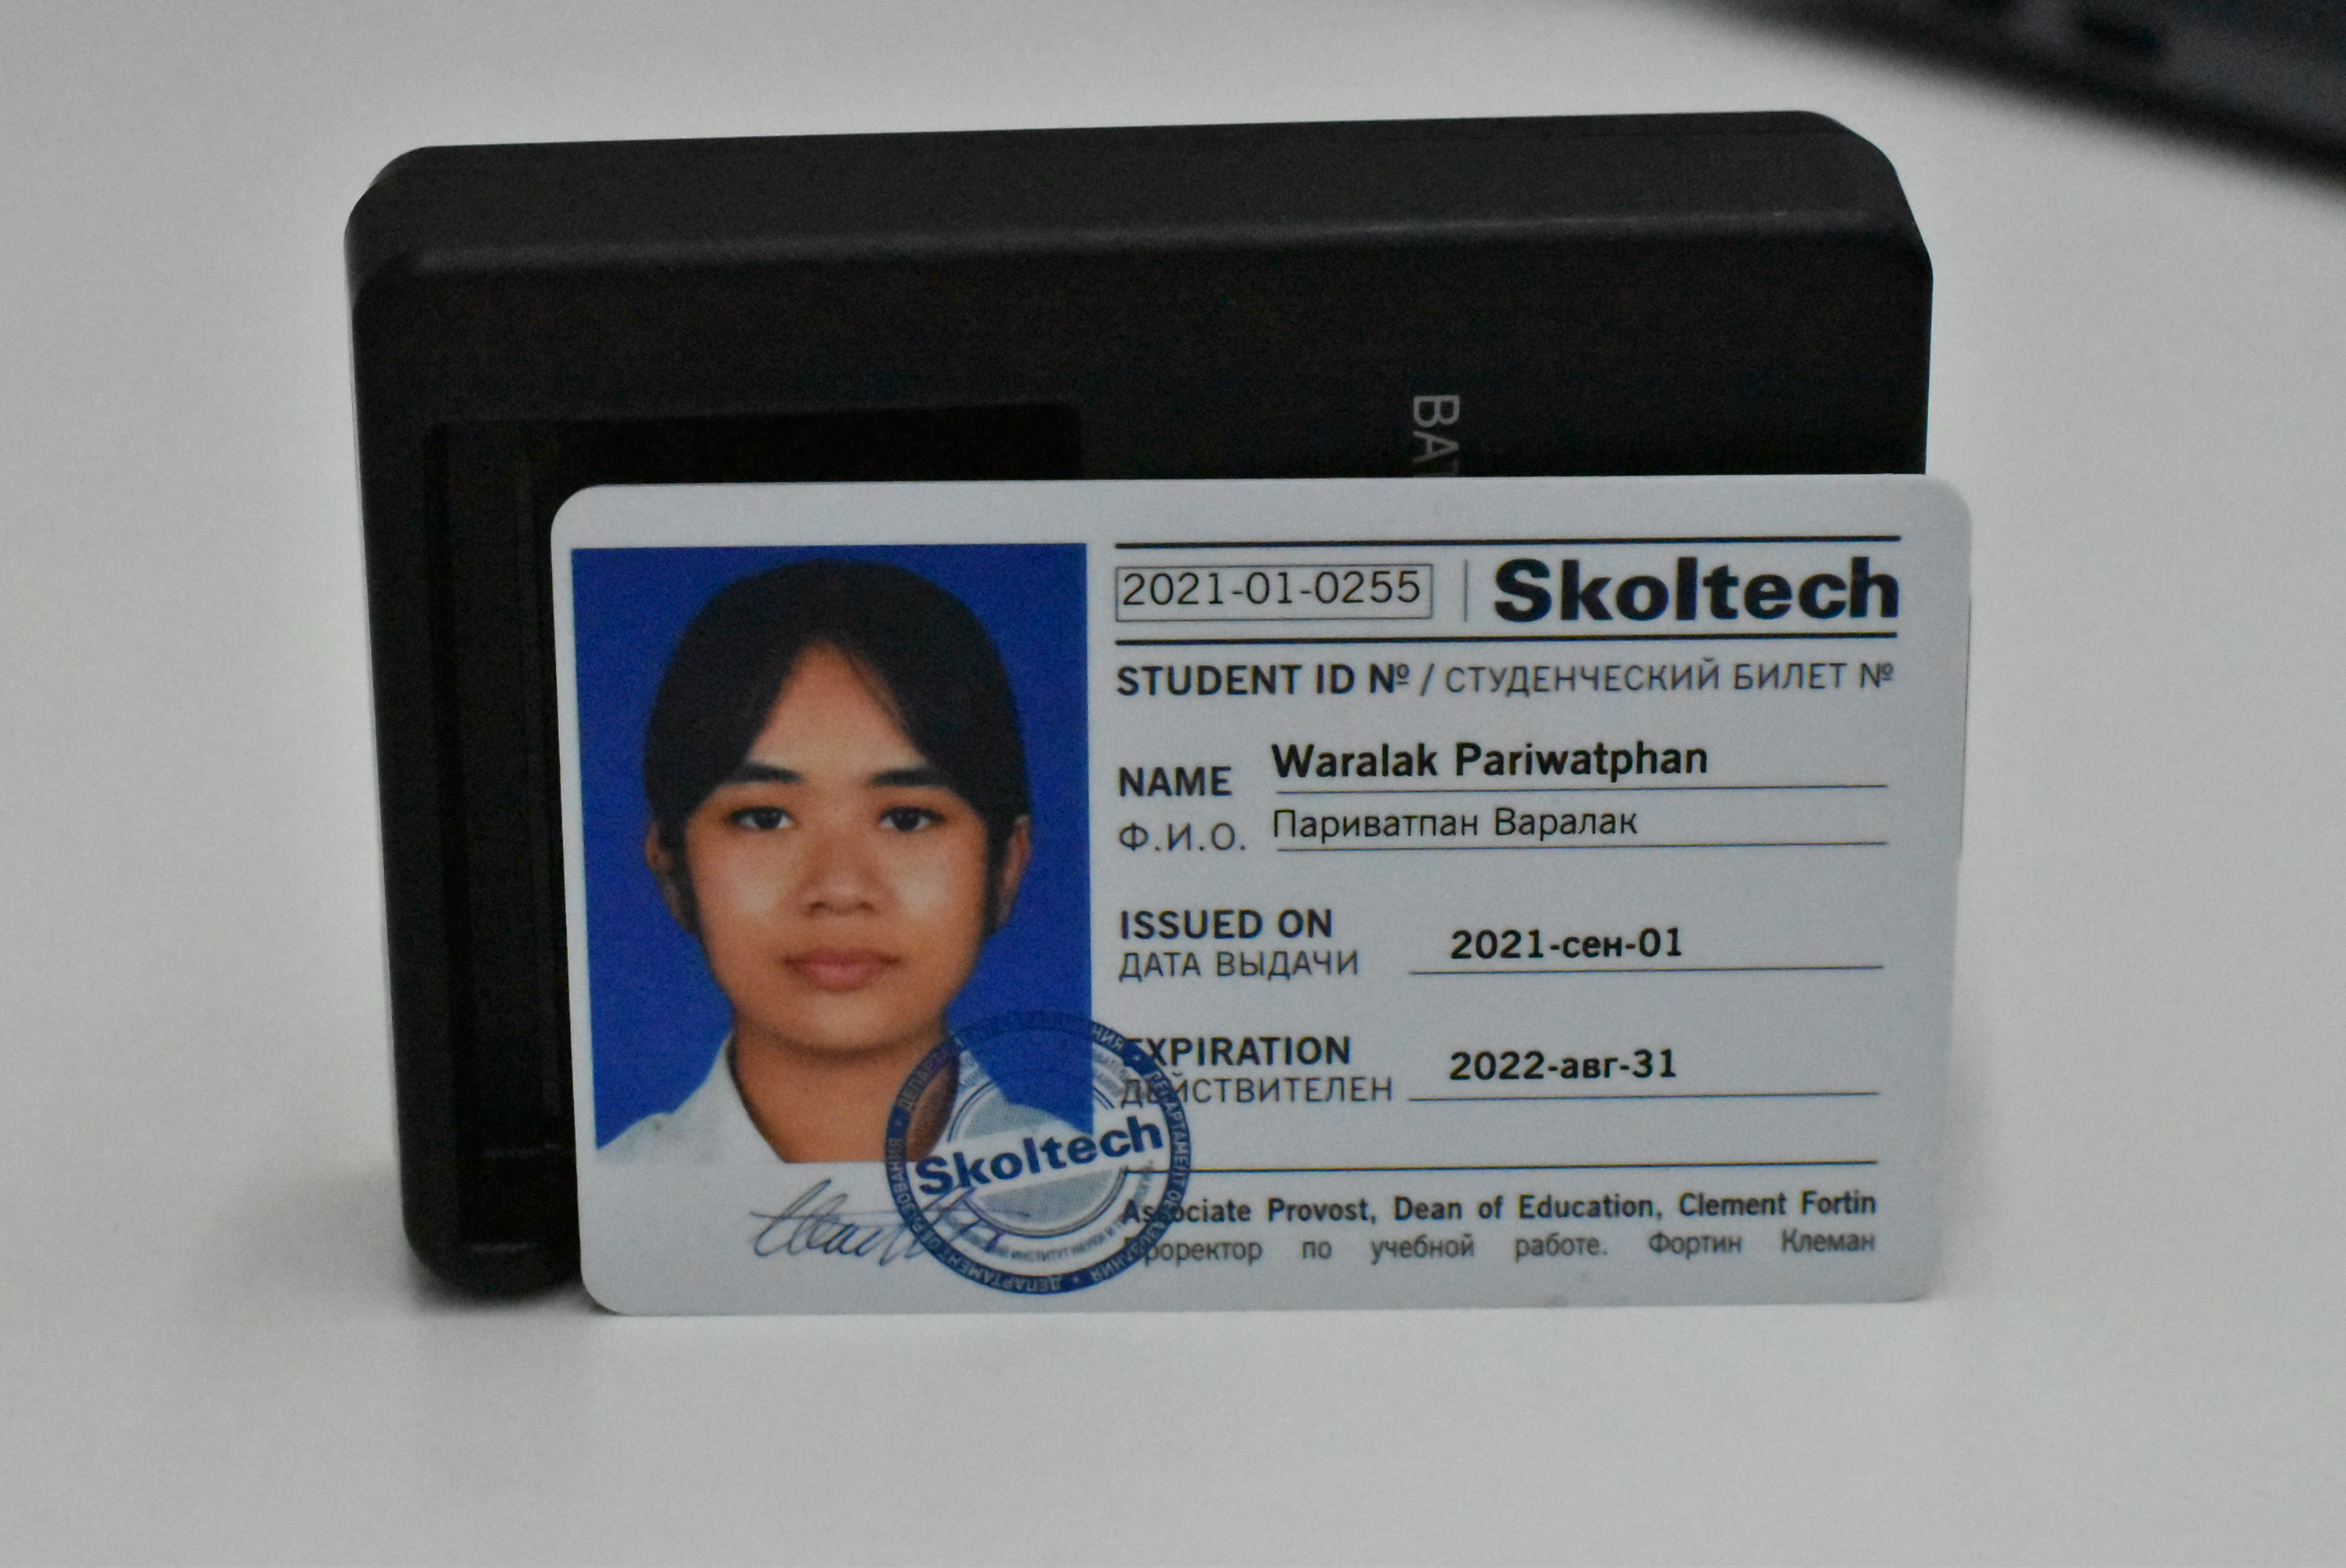 BAT
2021-01-0255 | Skoltech
STUDENT ID № / СТУДЕНЧЕСКИЙ БИЛЕТ №
NAME Waralak Pariwatphan
Ф.И.О. Париватпан Варалак
ISSUED ON
ДАТА ВЫДАЧИ 2021-сен-01
EXPIRATION
ДЕЙСТВИТЕЛЕН 2022-авг-31
Skoltech
Associate Provost, Dean of Education, Clement Fortin
Проректор по учебной работе. Фортин Клеман
ДЕПАРТАМЕНТ ОБРАЗОВАНИЯ • ДЕПАРТАМЕНТ ОБРАЗОВАНИЯ